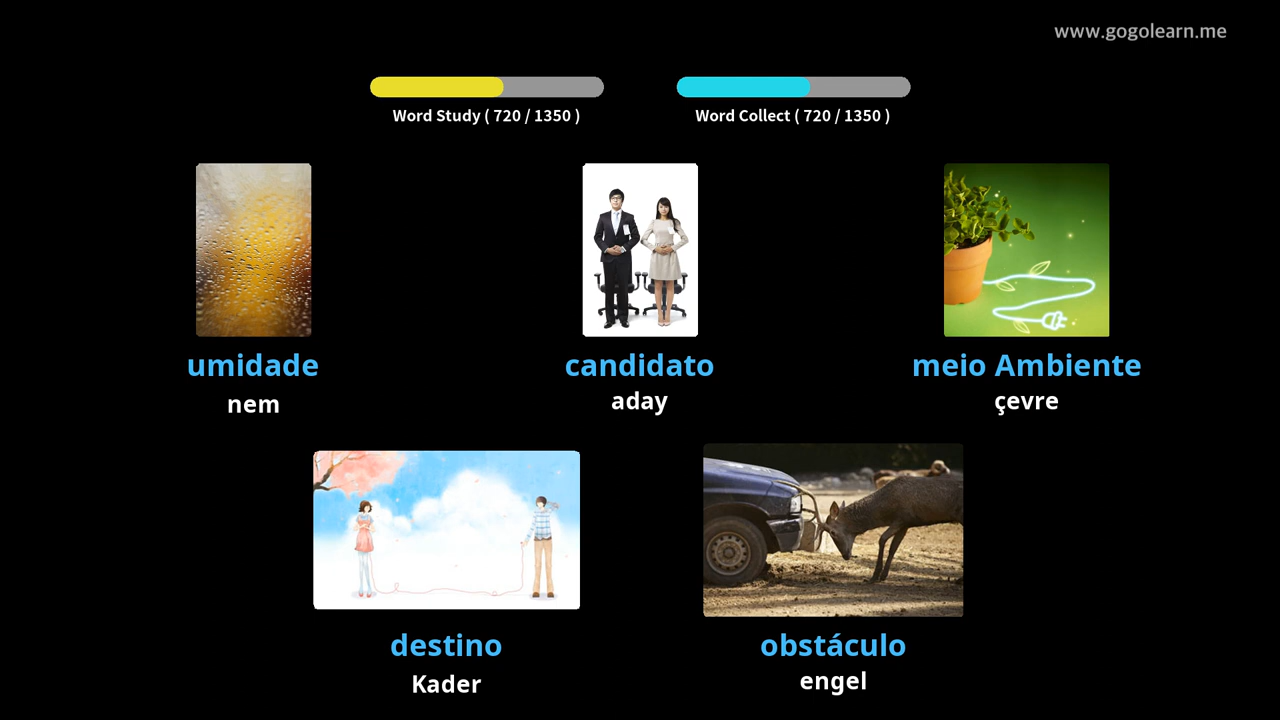 www.gogolearn.me
Word Study ( 720 / 1350 )
Word Collect ( 720 / 1350 )
umidade
nem
candidato
aday
meio Ambiente
çevre
destino
Kader
obstáculo
engel